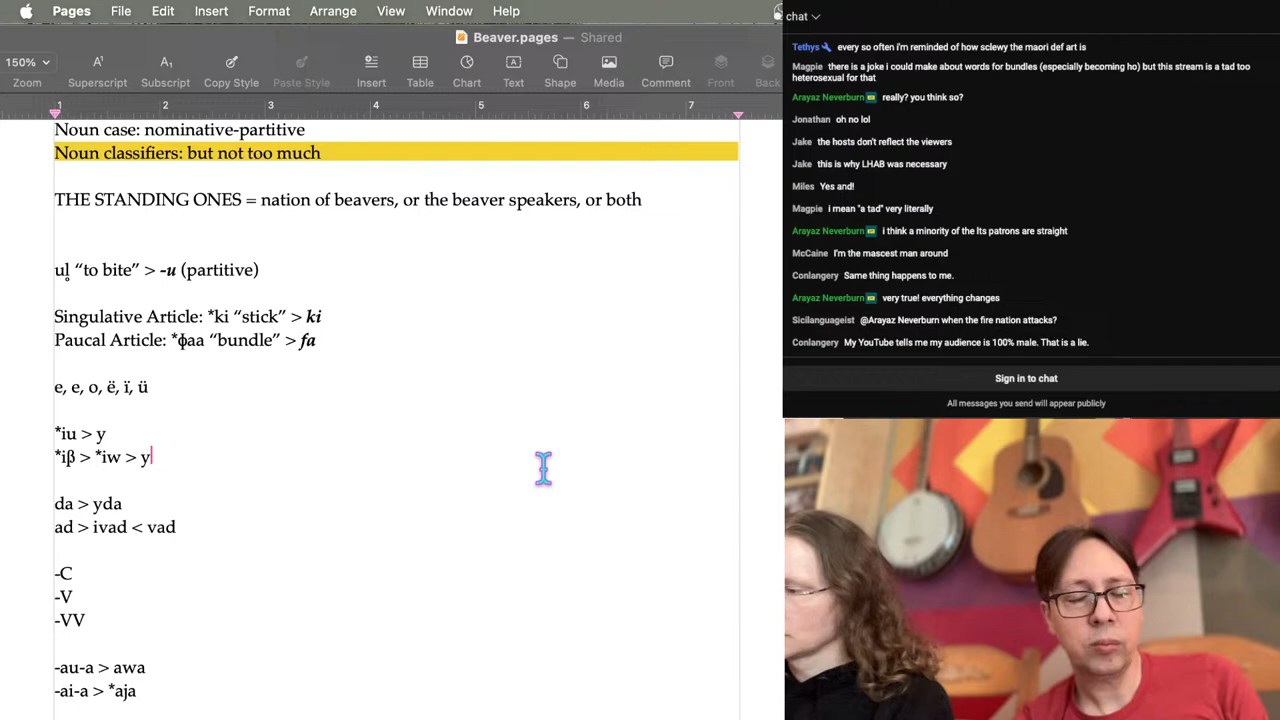 Pages File Edit Insert Format Arrange View Window Help
Beaver.pages — Shared
150%
Zoom Superscript Subscript Copy Style Paste Style Insert Table Chart Text Shape Media Comment Front Back
1 2 3 4 5 6 7
Noun case: nominative-partitive
Noun classifiers: but not too much
THE STANDING ONES = nation of beavers, or the beaver speakers, or both
ul̥ “to bite” > -u (partitive)
Singulative Article: *ki “stick” > ki
Paucal Article: *ɸaa “bundle” > fa
e, e, o, ë, ï, ü
*iu > y
*iβ > *iw > y
da > yda
ad > ivad < vad
-C
-V
-VV
-au-a > awa
-ai-a > *aja
chat
Tethys every so often i'm reminded of how sclewy the maori def art is
Magpie there is a joke i could make about words for bundles (especially becoming ho) but this stream is a tad too
heterosexual for that
Arayaz Neverburn really? you think so?
Jonathan oh no lol
Jake the hosts don't reflect the viewers
Jake this is why LHAB was necessary
Miles Yes and!
Magpie i mean "a tad" very literally
Arayaz Neverburn i think a minority of the lts patrons are straight
McCaine I'm the mascest man around
Conlangery Same thing happens to me.
Arayaz Neverburn very true! everything changes
Sicilanguageist @Arayaz Neverburn when the fire nation attacks?
Conlangery My YouTube tells me my audience is 100% male. That is a lie.
Sign in to chat
All messages you send will appear publicly